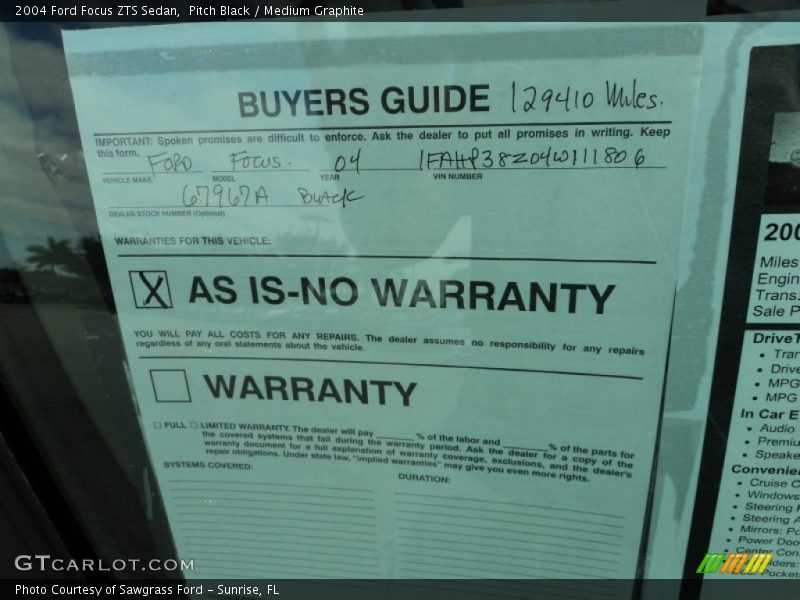 2004 Ford Focus ZTS Sedan,  Pitch Black / Medium Graphite
BUYERS GUIDE 129410 Miles.
IMPORTANT: Spoken promises are difficult to enforce. Ask the dealer to put all promises in writing. Keep
this form.
FORD FOCUS. 04 1FAHP38Z04W111806
VEHICLE MAKE MODEL YEAR VIN NUMBER
67967A BLACK
DEALER STOCK NUMBER (Optional)
WARRANTIES FOR THIS VEHICLE:
X AS IS-NO WARRANTY
YOU WILL PAY ALL COSTS FOR ANY REPAIRS. The dealer assumes no responsibility for any repairs
regardless of any oral statements about the vehicle.
WARRANTY
FULL LIMITED WARRANTY. The dealer will pay ______ % of the labor and ______ % of the parts for
the covered systems that fail during the warranty period. Ask the dealer for a copy of the
warranty document for a full explanation of warranty coverage, exclusions, and the dealer's
repair obligations. Under state law, "implied warranties" may give you even more rights.
SYSTEMS COVERED:
DURATION:
200
Miles
Engin
Trans
Sale P
DriveT
• Tran
• Drive
• MPG
• MPG
In Car E
• Audio
• Premiu
• Speake
Convenie
• Cruise C
• Windows
• Steering
• Steering
• Mirrors: Po
• Power Doo
• Center Con
GTCARLOT.COM
Photo Courtesy of Sawgrass Ford - Sunrise, FL